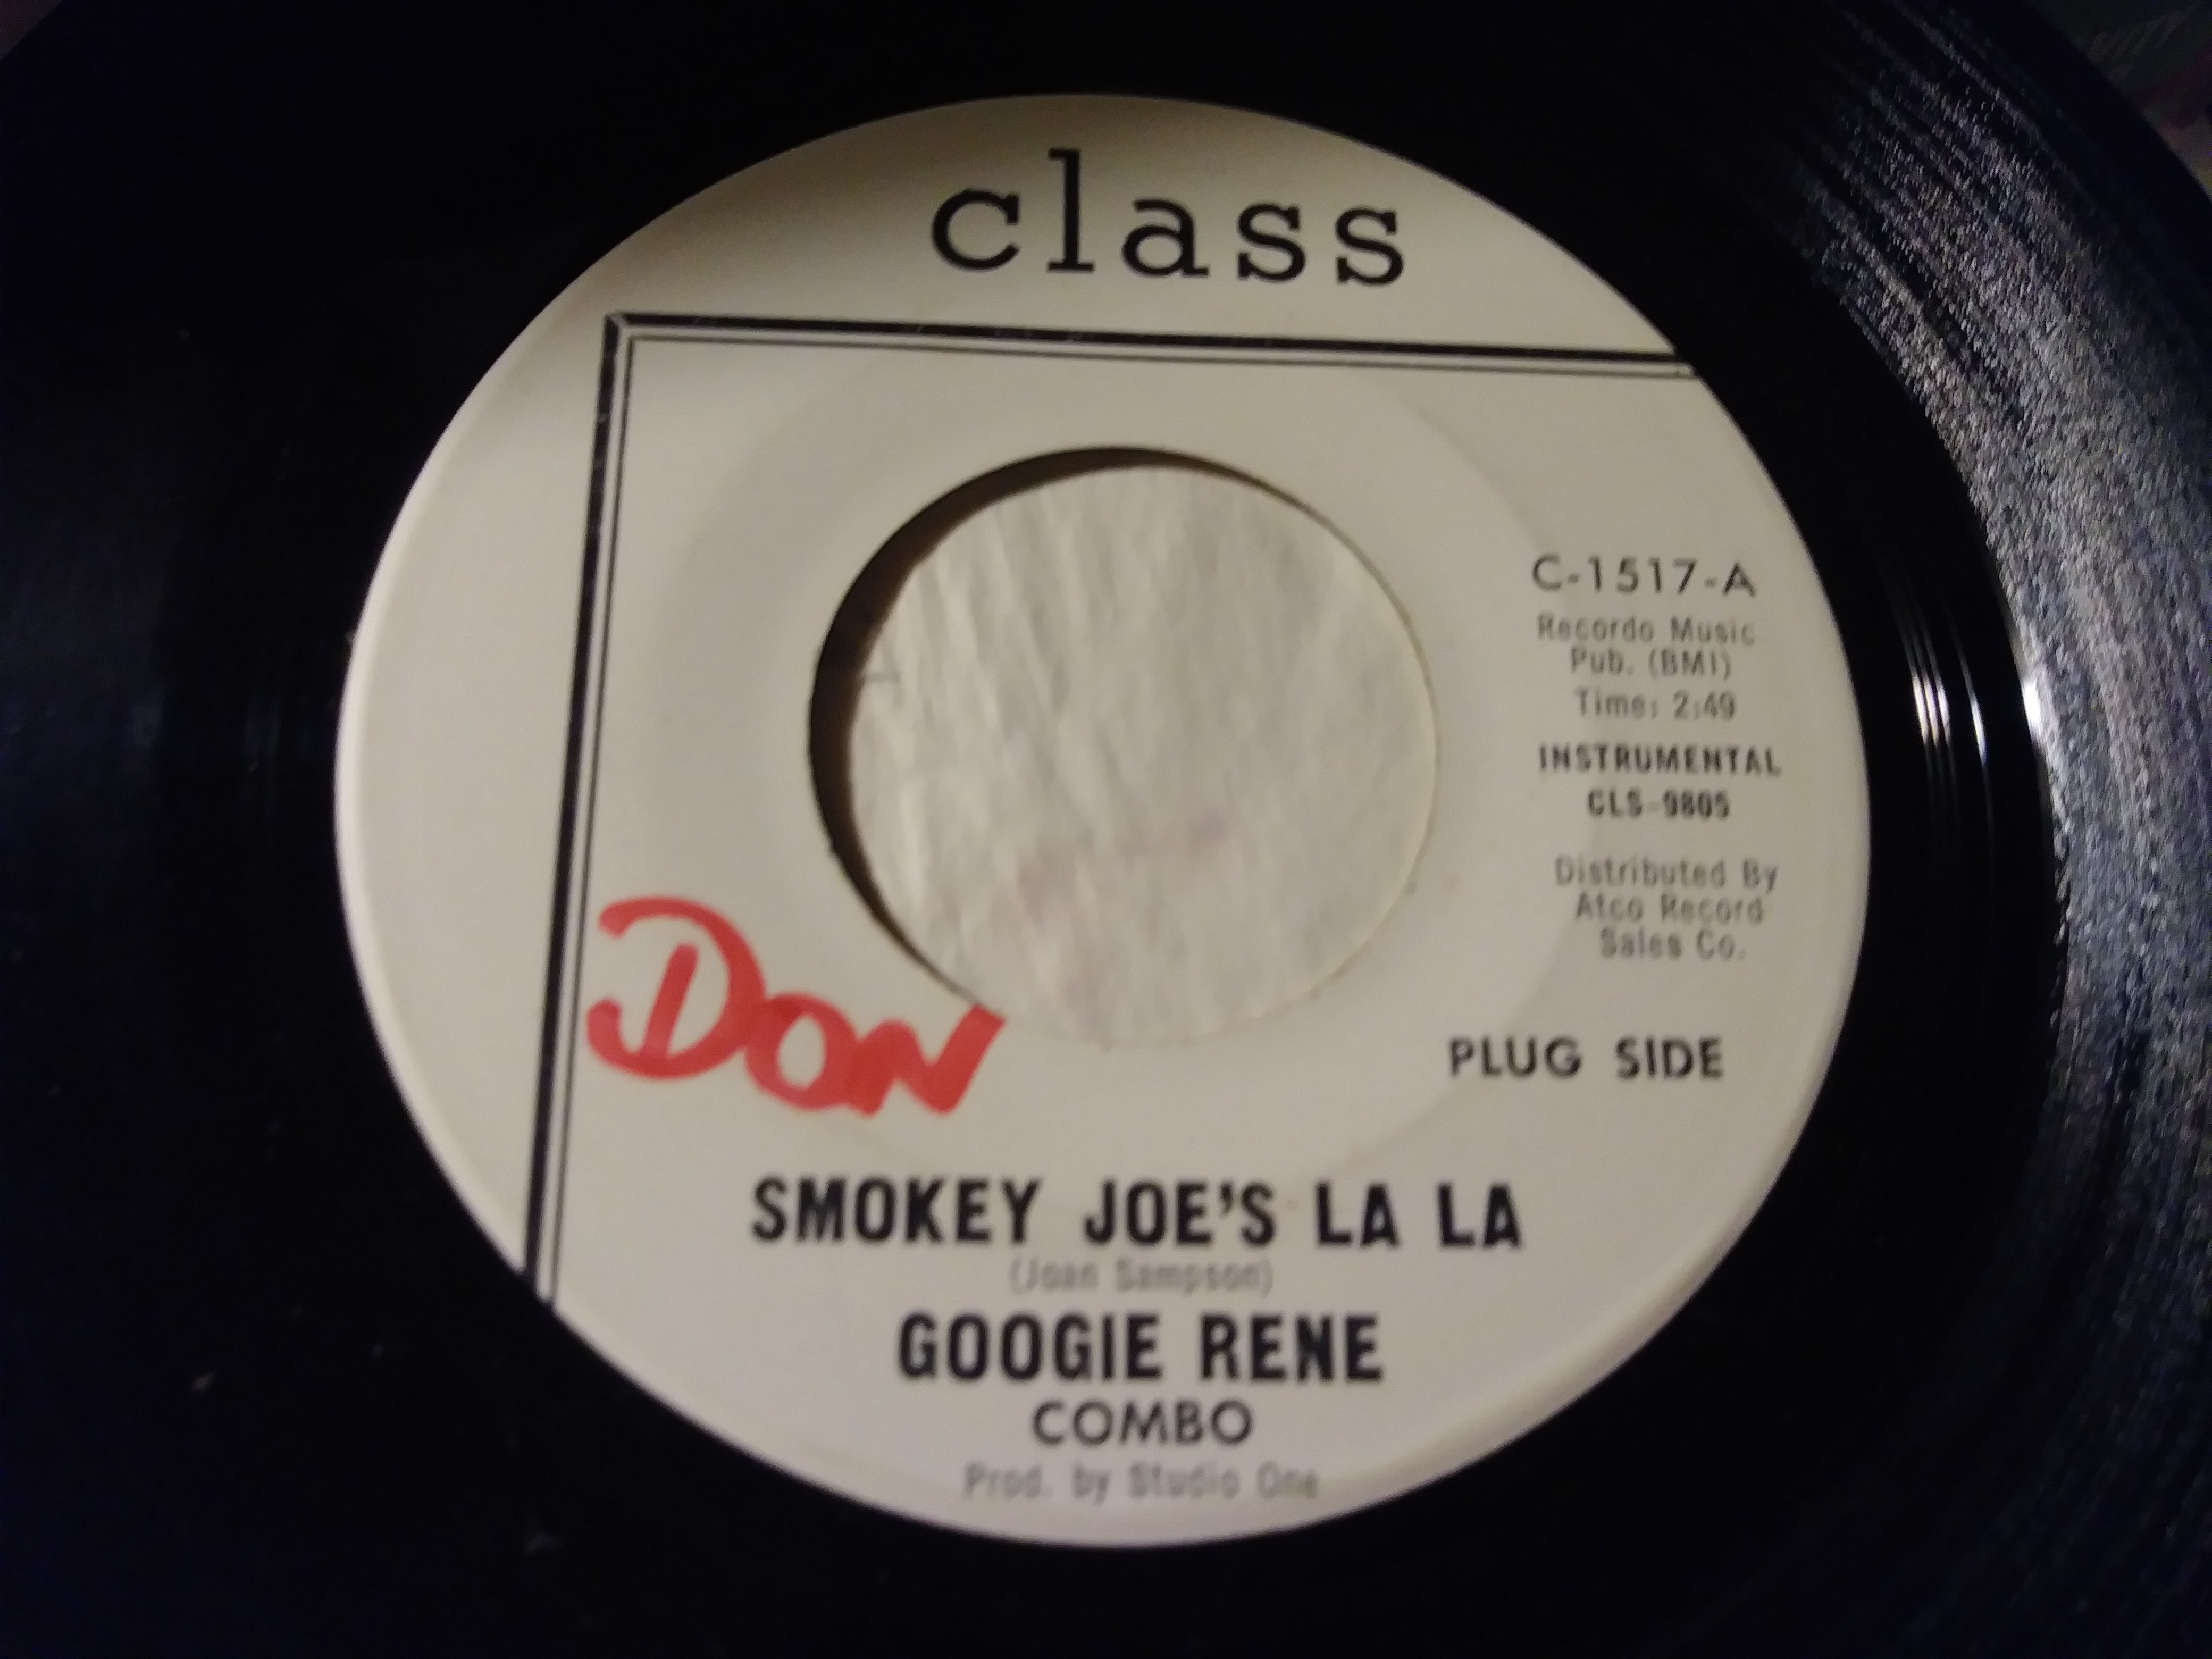 class
C-1517-A
Recordo Music
Pub. (BMI)
Time: 2:49
INSTRUMENTAL
CLS-9805
Distributed By
Atco Record
Sales Co.
PLUG SIDE
DON
SMOKEY JOE'S LA LA
(Joan Sampson)
GOOGIE RENE
COMBO
Prod. by Studio One